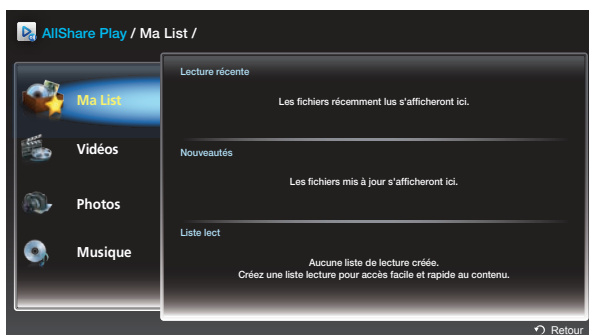 AllShare Play / Ma List /
Ma List
Vidéos
Photos
Musique
Lecture récente
Les fichiers récemment lus s'afficheront ici.
Nouveautés
Les fichiers mis à jour s'afficheront ici.
Liste lect
Aucune liste de lecture créée.
Créez une liste lecture pour accès facile et rapide au contenu.
Retour